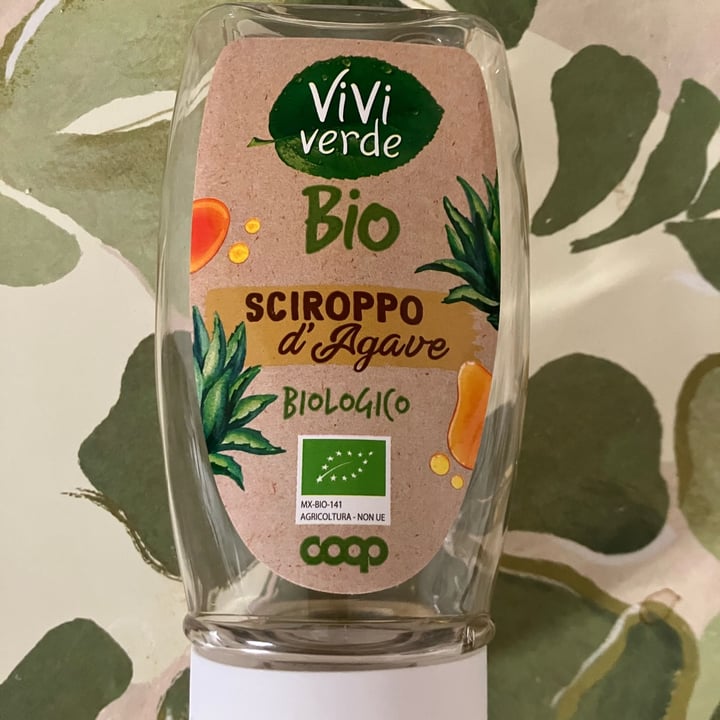 ViVi
verde
Bio
SCIROPPO
d'Agave
BIOLOGICO
MX-BIO-141
AGRICOLTURA - NON UE
coop